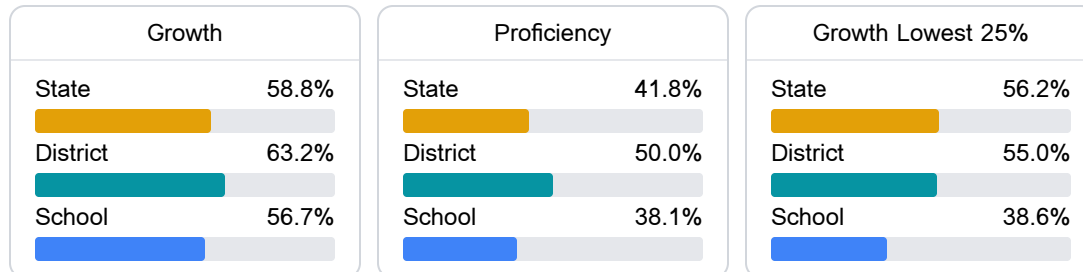 Growth
State 58.8%
District 63.2%
School 56.7%
Proficiency
State 41.8%
District 50.0%
School 38.1%
Growth Lowest 25%
State 56.2%
District 55.0%
School 38.6%